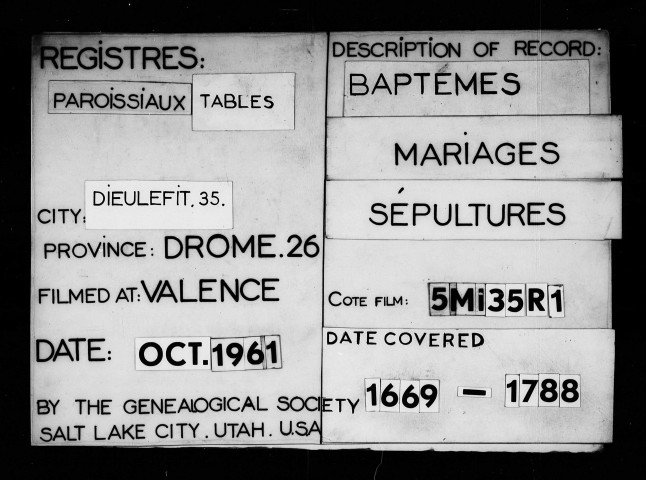 REGISTRES:
PAROISSIAUX TABLES
CITY: DIEULEFIT. 35.
PROVINCE: DROME.26
FILMED AT: VALENCE
DATE: OCT. 1961
BY THE GENEALOGICAL SOCIETY
SALT LAKE CITY. UTAH. U.S.A
DESCRIPTION OF RECORD:
BAPTEMES
MARIAGES
SÉPULTURES
COTE FILM: 5Mi35R1
DATE COVERED
1669 — 1788